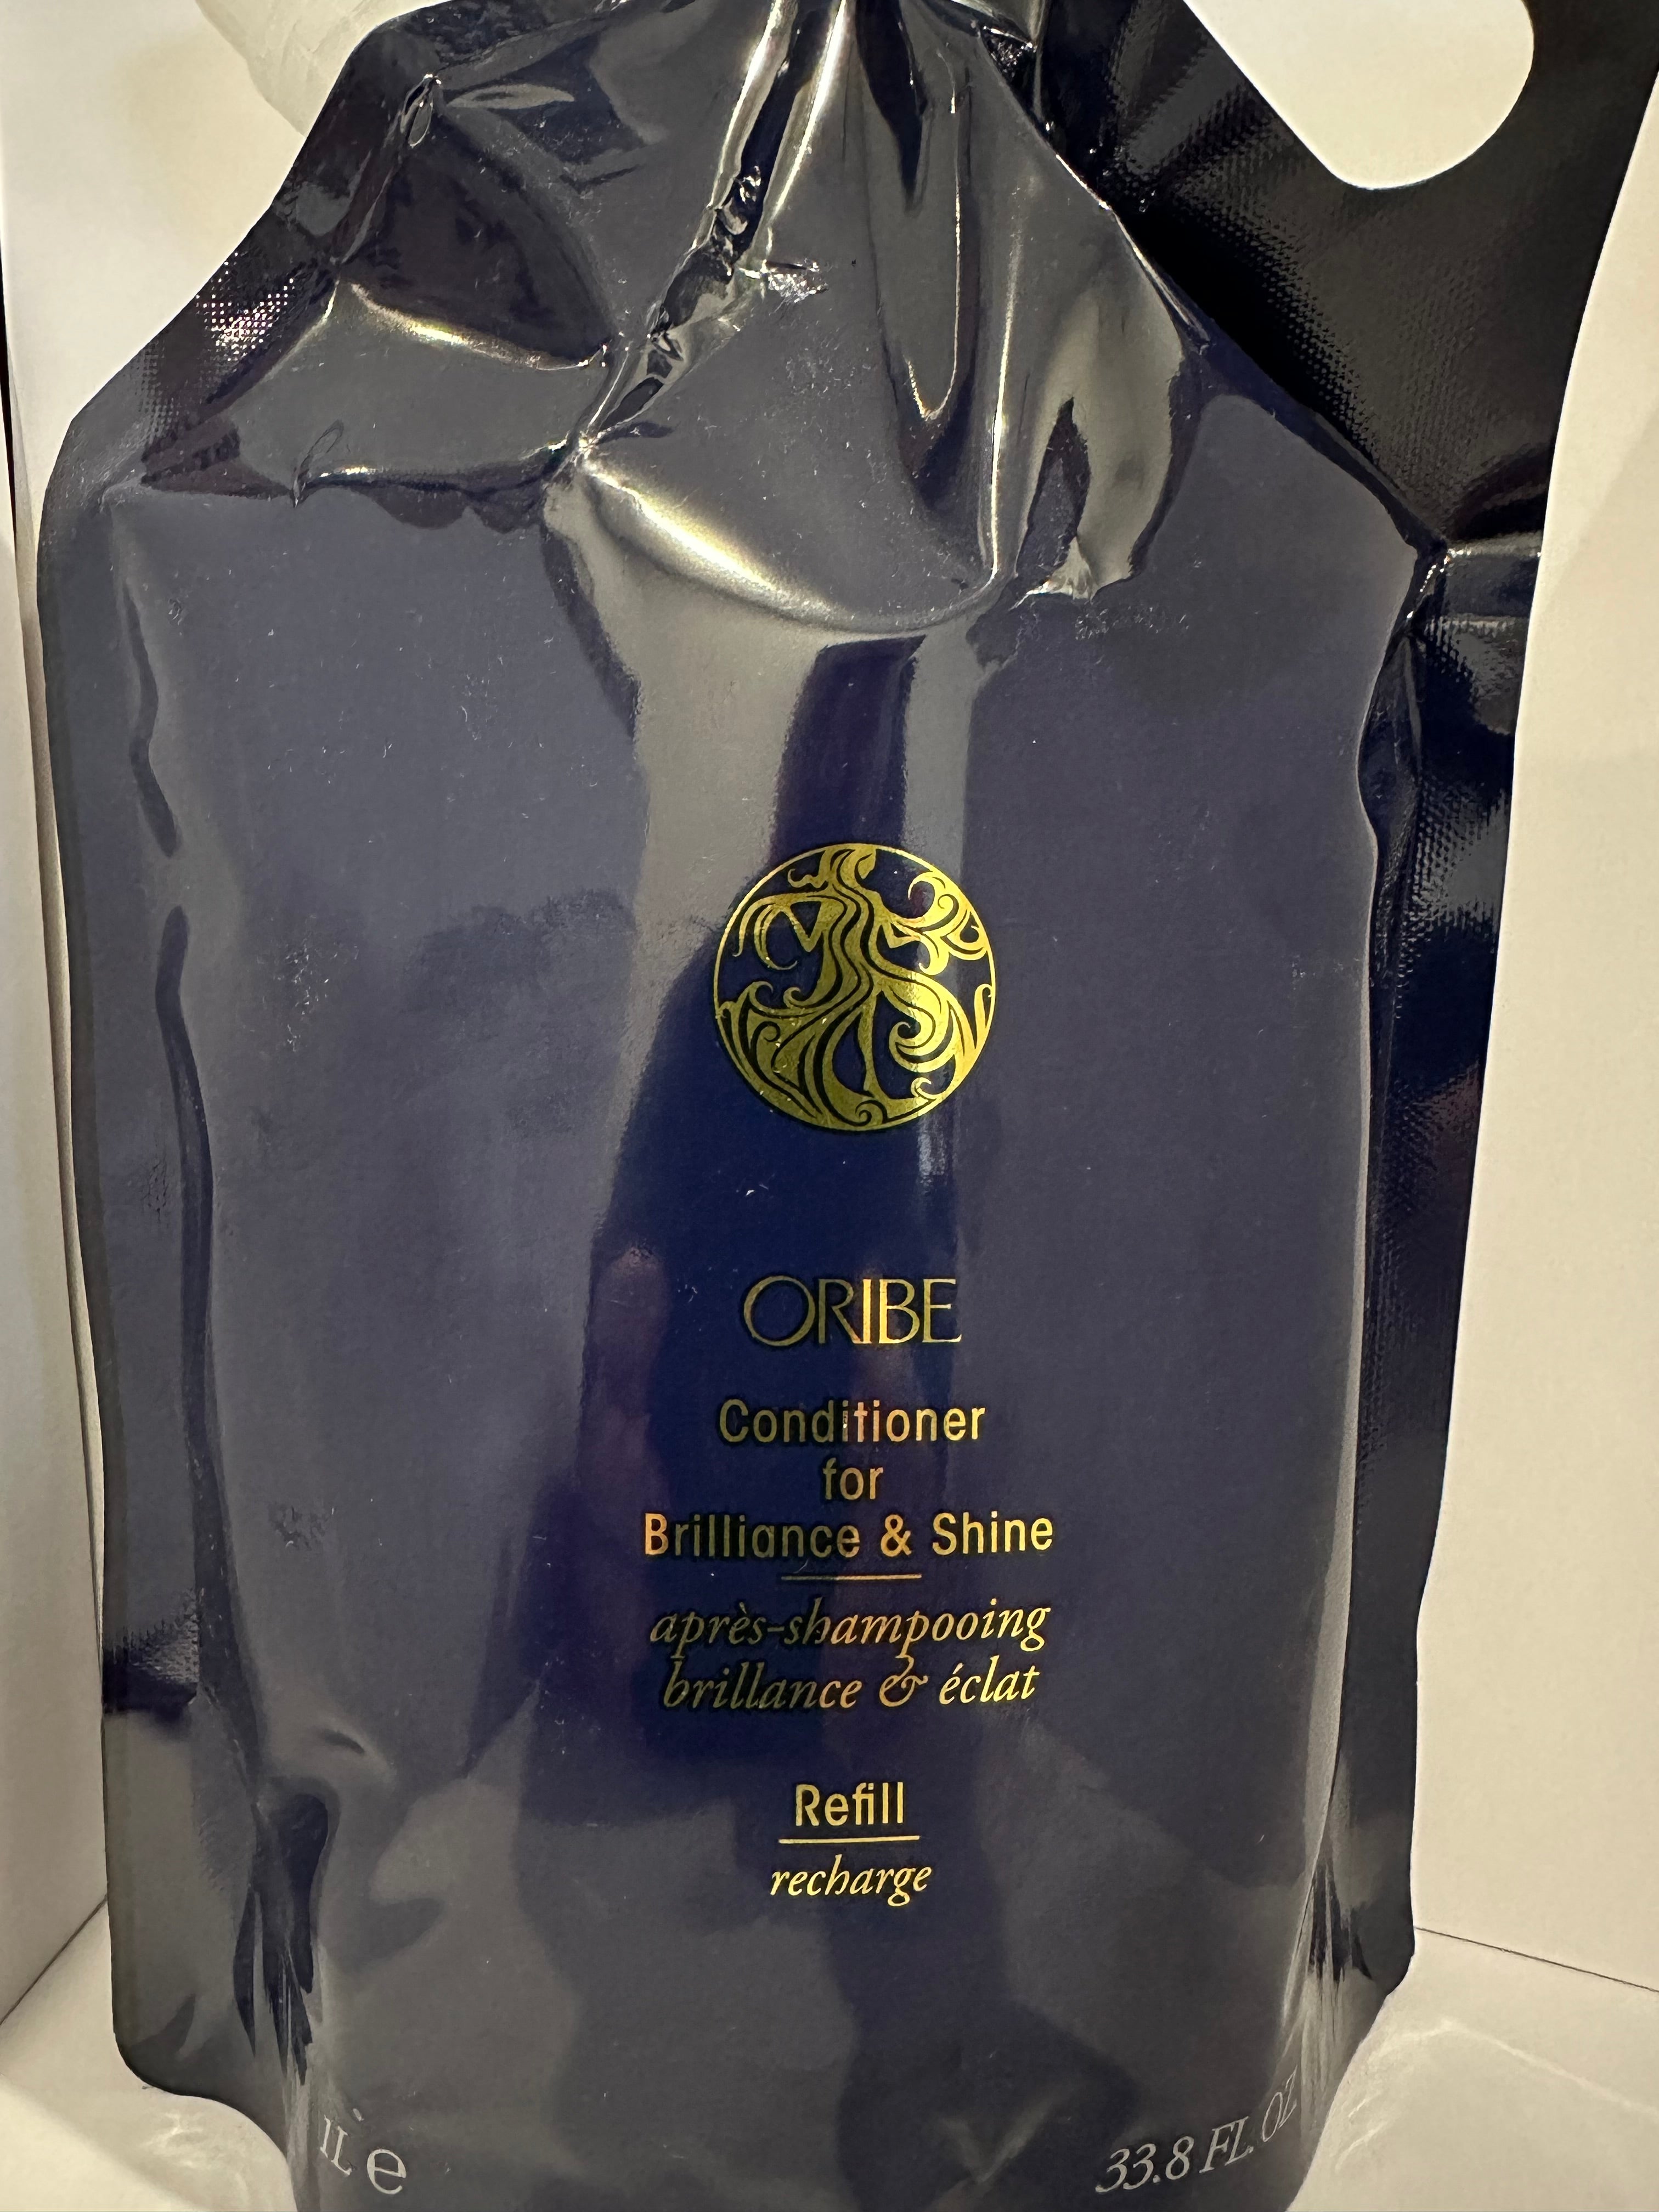 ORIBE
Conditioner
for
Brilliance & Shine
après-shampooing
brillance & éclat
Refill
recharge
1L e
33.8 FL. OZ